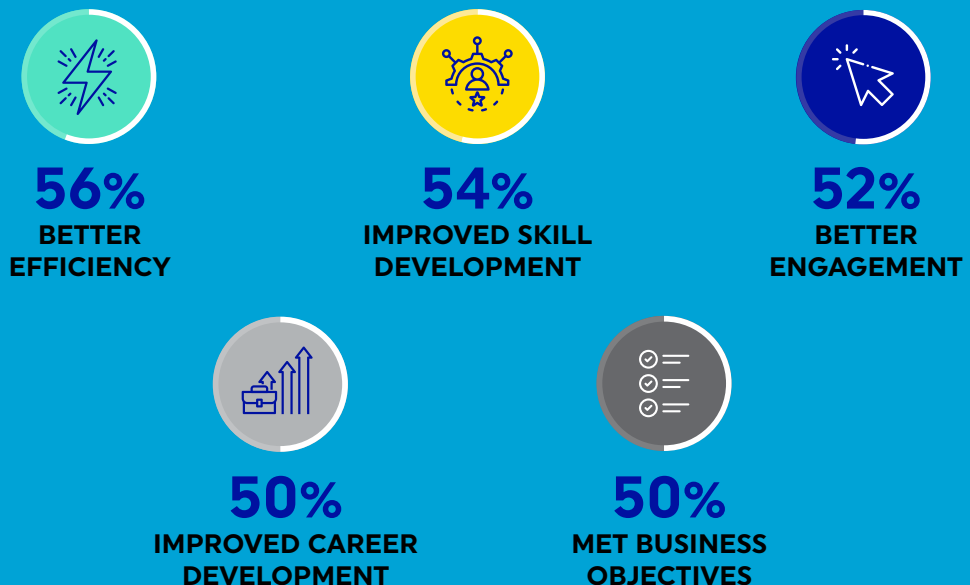 56%
BETTER
EFFICIENCY
54%
IMPROVED SKILL
DEVELOPMENT
52%
BETTER
ENGAGEMENT
50%
IMPROVED CAREER
DEVELOPMENT
50%
MET BUSINESS
OBJECTIVES